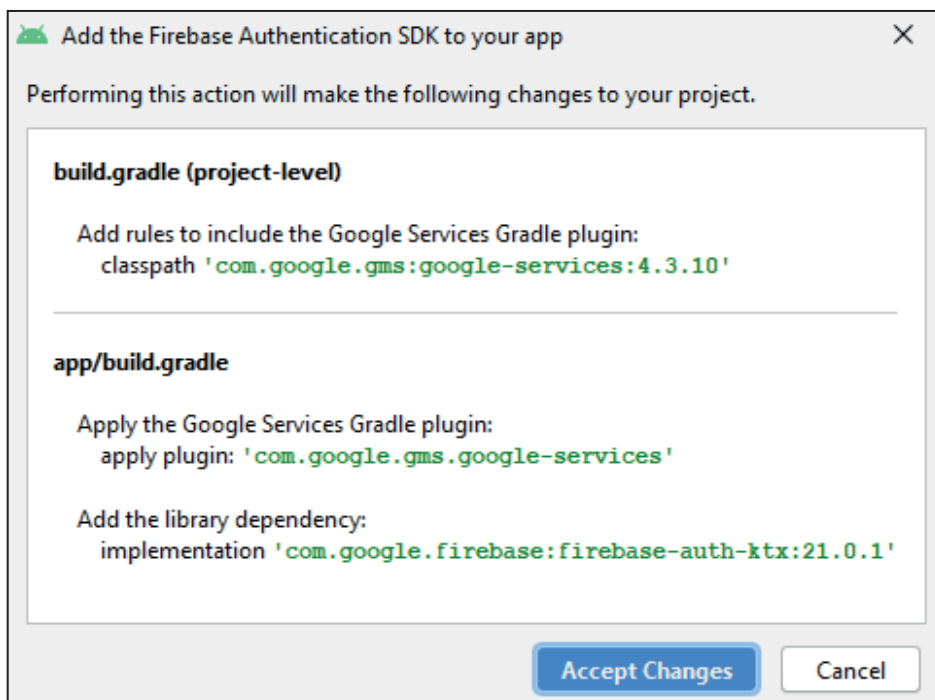 Add the Firebase Authentication SDK to your app
Performing this action will make the following changes to your project.
build.gradle (project-level)
Add rules to include the Google Services Gradle plugin:
classpath 'com.google.gms:google-services:4.3.10'
app/build.gradle
Apply the Google Services Gradle plugin:
apply plugin: 'com.google.gms.google-services'
Add the library dependency:
implementation 'com.google.firebase:firebase-auth-ktx:21.0.1'
Accept Changes
Cancel